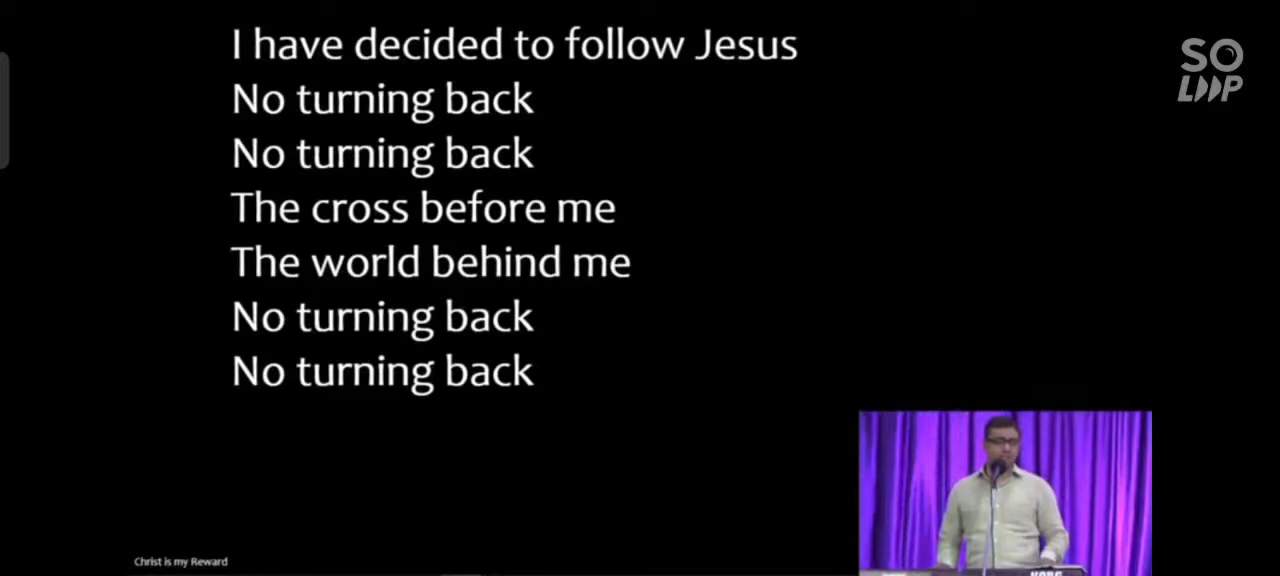 I have decided to follow Jesus
No turning back
No turning back
The cross before me
The world behind me
No turning back
No turning back
Christ is my Reward
SO
LOOP
KORG